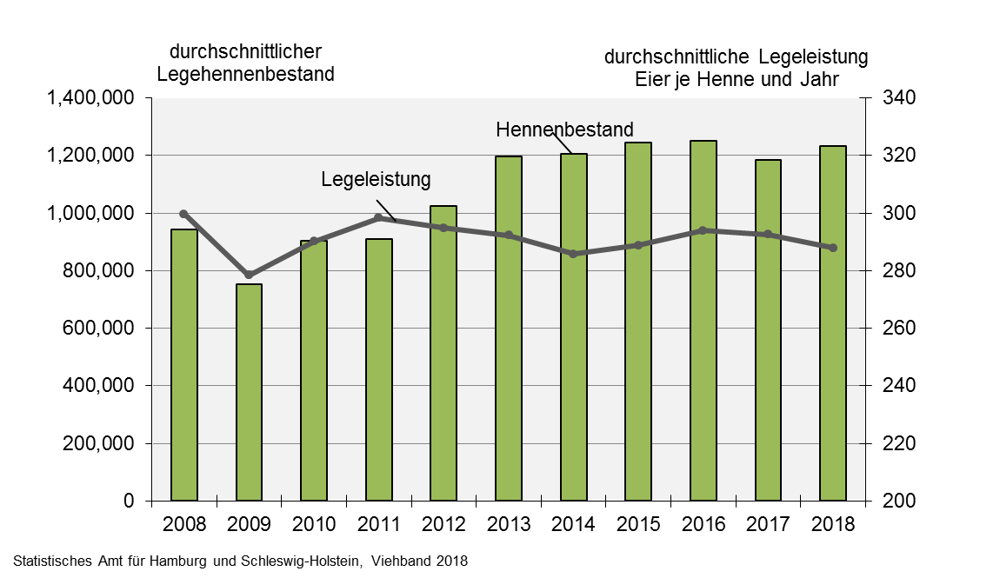 durchschnittlicher
Legehennenbestand
durchschnittliche Legeleistung
Eier je Henne und Jahr
1,400,000
1,200,000
1,000,000
800,000
600,000
400,000
200,000
0
340
320
300
280
260
240
220
200
Hennenbestand
Legeleistung
2008 2009 2010 2011 2012 2013 2014 2015 2016 2017 2018
Statistisches Amt für Hamburg und Schleswig-Holstein, Viehband 2018